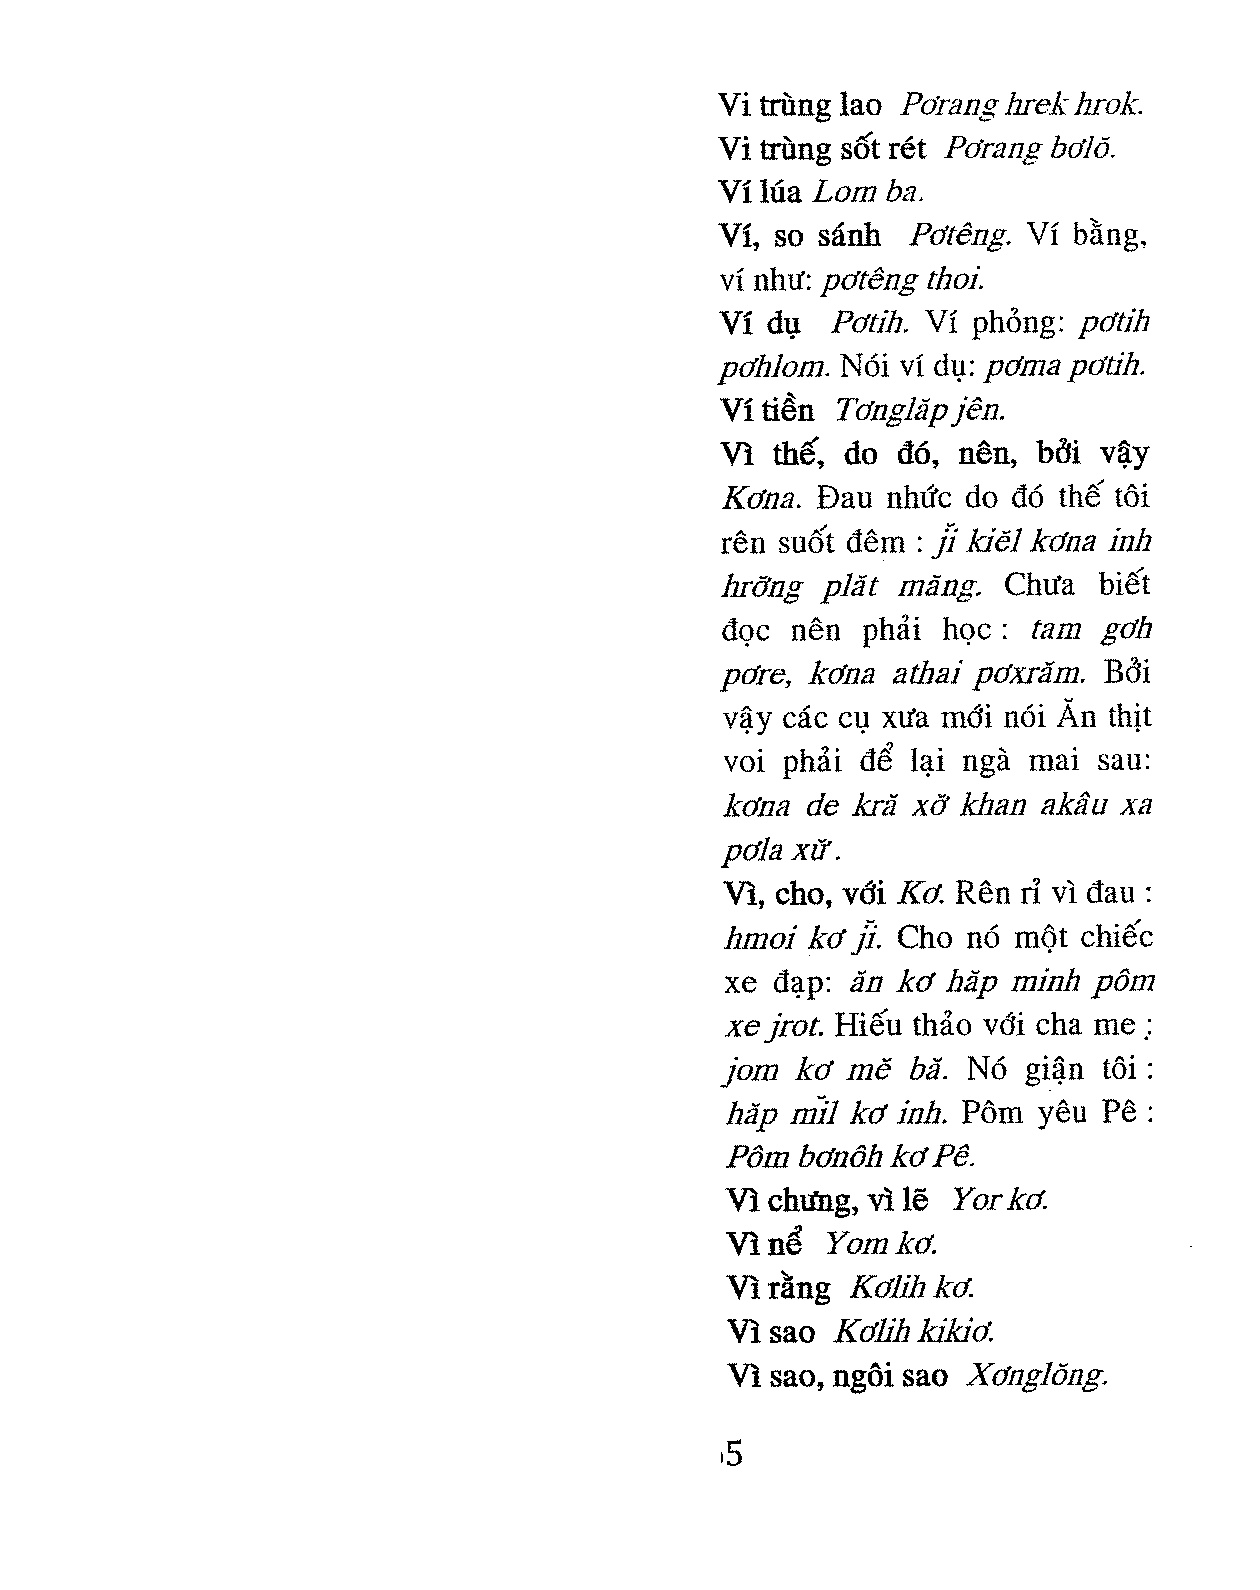 Vi trùng lao Pơrang hrek hrok.
Vi trùng sốt rét Pơrang bơlŏ.
Ví lúa Lom ba.
Ví, so sánh Pơtêng. Ví bằng,
ví như: pơtêng thoi.
Ví dụ Pơtih. Ví phỏng: pơtih
pơhlom. Nói ví dụ: pơma pơtih.
Ví tiền Tơnglăp jên.
Vì thế, do đó, nên, bởi vậy
Kơna. Đau nhức do đó thế tôi
rên suốt đêm : jĭ kiĕl kơna inh
hrơ̆ng plăt măng. Chưa biết
đọc nên phải học : tam gơh
pơre, kơna athai pơxrăm. Bởi
vậy các cụ xưa mới nói Ăn thịt
voi phải để lại ngà mai sau:
kơna de kră xơ̆ khan akâu xa
pơla xư̆.
Vì, cho, với Kơ. Rên rỉ vì đau :
hmoi kơ jĭ. Cho nó một chiếc
xe đạp: ăn kơ hăp minh pôm
xe jrot. Hiếu thảo với cha me :
jom kơ mĕ bă. Nó giận tôi :
hăp mĭl kơ inh. Pôm yêu Pê :
Pôm bơnôh kơ Pê.
Vì chưng, vì lẽ Yor kơ.
Vì nể Yom kơ.
Vì rằng Kơlih kơ.
Vì sao Kơlih kikiơ.
Vì sao, ngôi sao Xơnglŏng.
5